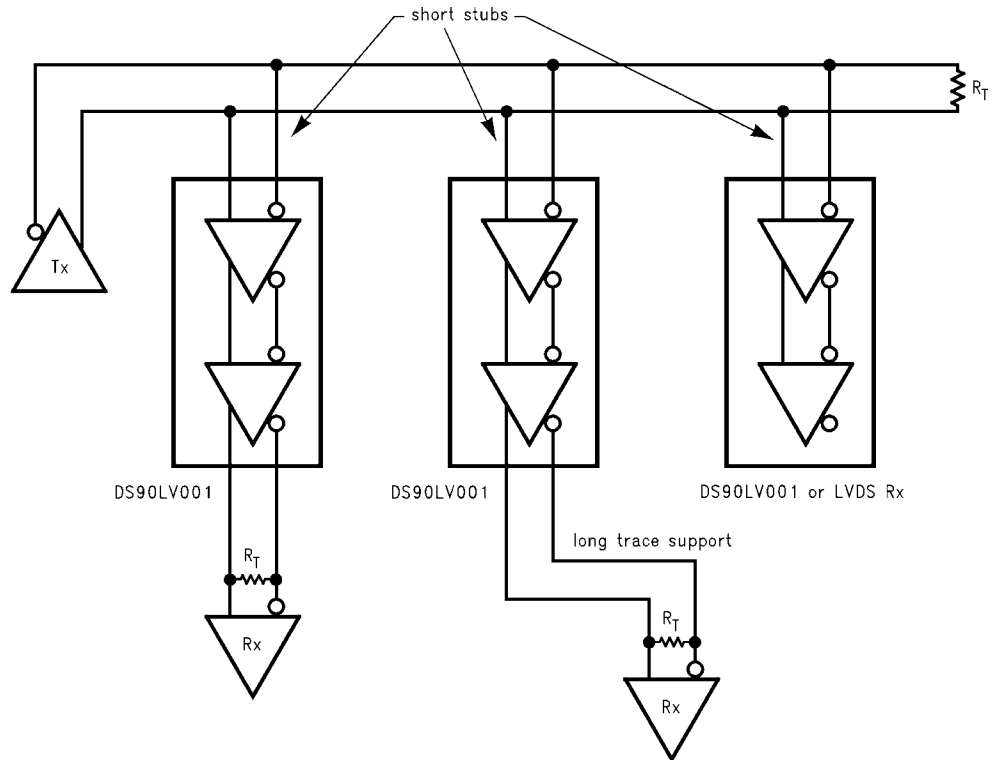 short stubs
R_T
Tx
DS90LV001
DS90LV001
DS90LV001 or LVDS Rx
long trace support
R_T
Rx
R_T
Rx